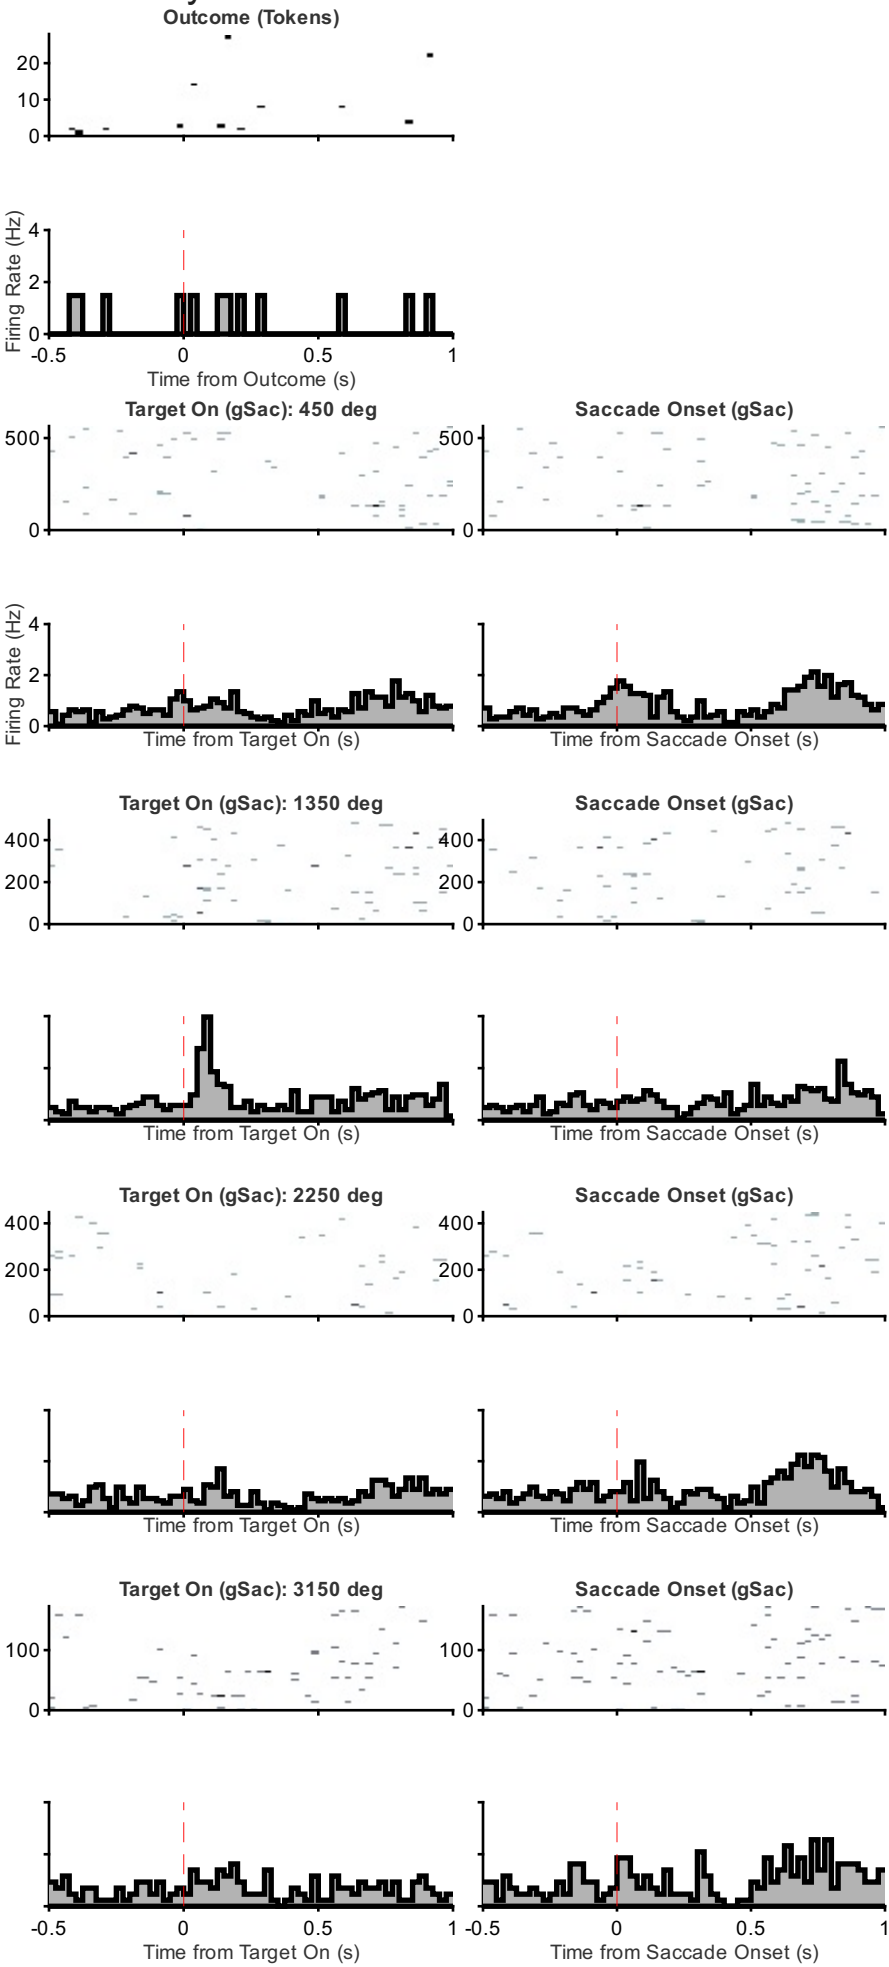 Outcome (Tokens)
20
10
0
Firing Rate (Hz)
4
2
0
-0.5 0 0.5 1
Time from Outcome (s)
Target On (gSac): 450 deg Saccade Onset (gSac)
500 500
0 0
Firing Rate (Hz)
4
2
0
Time from Target On (s) Time from Saccade Onset (s)
Target On (gSac): 1350 deg Saccade Onset (gSac)
400 400
200 200
0 0
Time from Target On (s) Time from Saccade Onset (s)
Target On (gSac): 2250 deg Saccade Onset (gSac)
400 400
200 200
0 0
Time from Target On (s) Time from Saccade Onset (s)
Target On (gSac): 3150 deg Saccade Onset (gSac)
100 100
0 0
-0.5 0 0.5 1 -0.5 0 0.5 1
Time from Target On (s) Time from Saccade Onset (s)